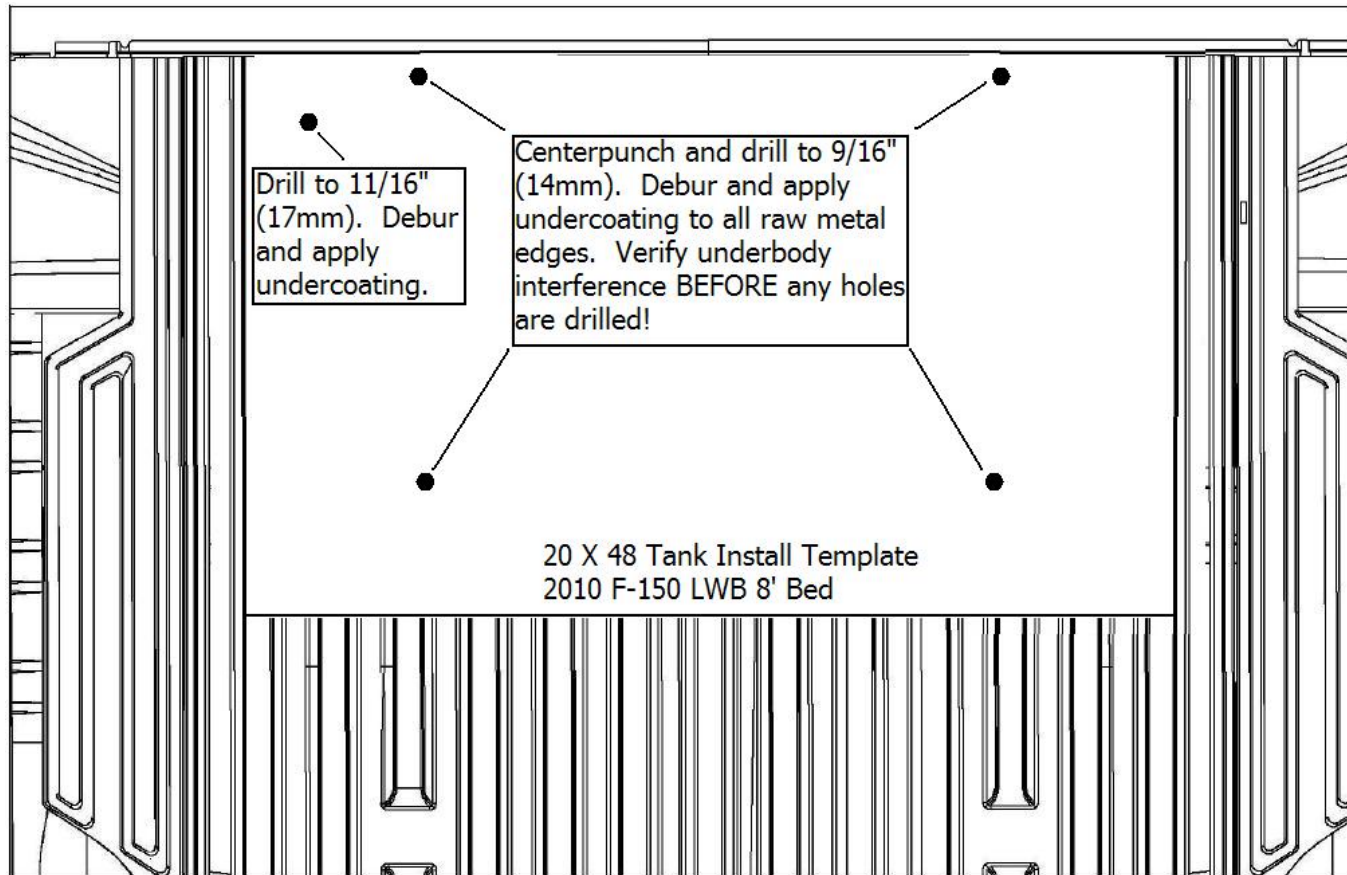 Drill to 11/16"
(17mm).  Debur
and apply
undercoating.
Centerpunch and drill to 9/16"
(14mm).  Debur and apply
undercoating to all raw metal
edges.  Verify underbody
interference BEFORE any holes
are drilled!
20 X 48 Tank Install Template
2010 F-150 LWB 8' Bed